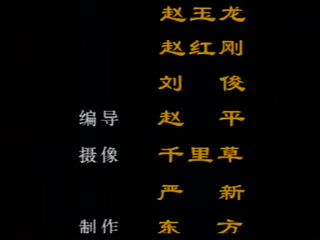 赵玉龙
赵红刚
刘 俊
编导 赵 平
摄像 千里草
严 新
制作 东 方